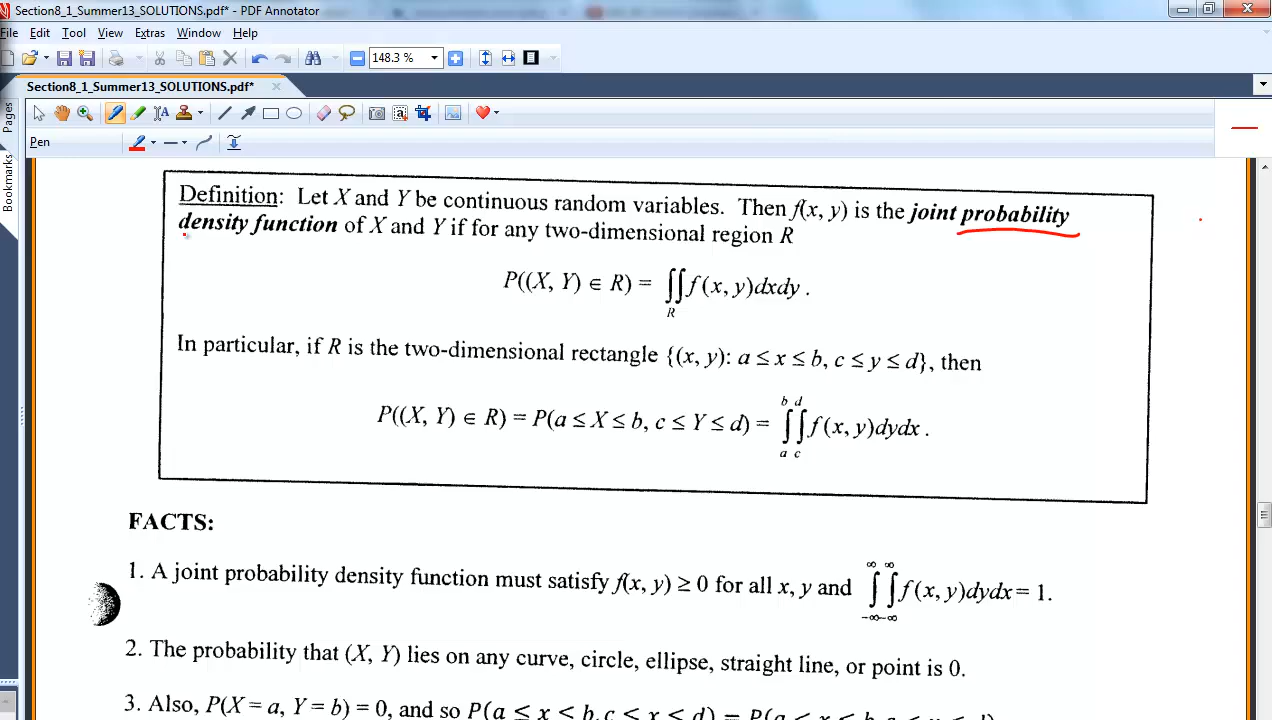 Section8_1_Summer13_SOLUTIONS.pdf* - PDF Annotator
File Edit Tool View Extras Window Help
148.3 %
Section8_1_Summer13_SOLUTIONS.pdf*
Pen
Pages
Bookmarks
Definition: Let X and Y be continuous random variables. Then f(x, y) is the joint probability
density function of X and Y if for any two-dimensional region R
P((X, Y) ∈ R) = ∬_R f(x, y)dxdy .
In particular, if R is the two-dimensional rectangle {(x, y): a ≤ x ≤ b, c ≤ y ≤ d}, then
P((X, Y) ∈ R) = P(a ≤ X ≤ b, c ≤ Y ≤ d) = ∫_a^b ∫_c^d f(x, y)dydx .
FACTS:
1. A joint probability density function must satisfy f(x, y) ≥ 0 for all x, y and ∫_{-∞}^{∞} ∫_{-∞}^{∞} f(x, y)dydx = 1.
2. The probability that (X, Y) lies on any curve, circle, ellipse, straight line, or point is 0.
3. Also, P(X = a, Y = b) = 0, and so P(a ≤ x ≤ b, c ≤ x ≤ d) = P(a < x < b, c < x < d)